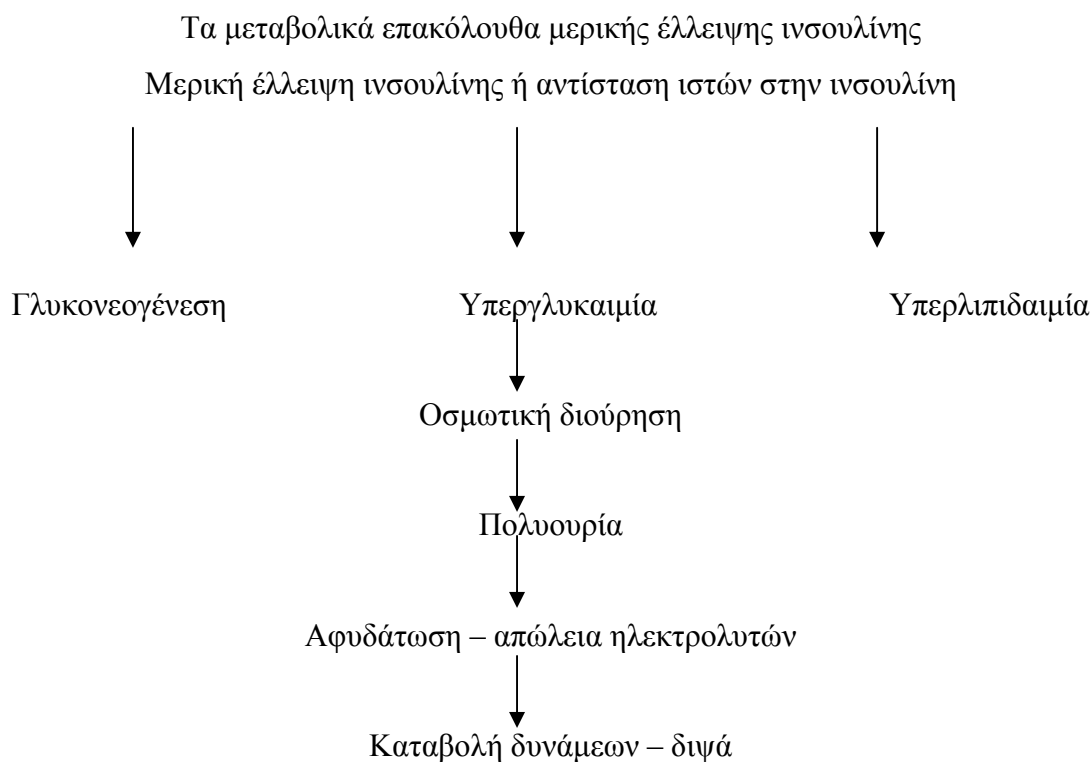 Τα μεταβολικά επακόλουθα μερικής έλλειψης ινσουλίνης
Μερική έλλειψη ινσουλίνης ή αντίσταση ιστών στην ινσουλίνη
Γλυκονεογένεση Υπεργλυκαιμία Υπερλιπιδαιμία
Οσμωτική διούρηση
Πολυουρία
Αφυδάτωση – απώλεια ηλεκτρολυτών
Καταβολή δυνάμεων – διψά